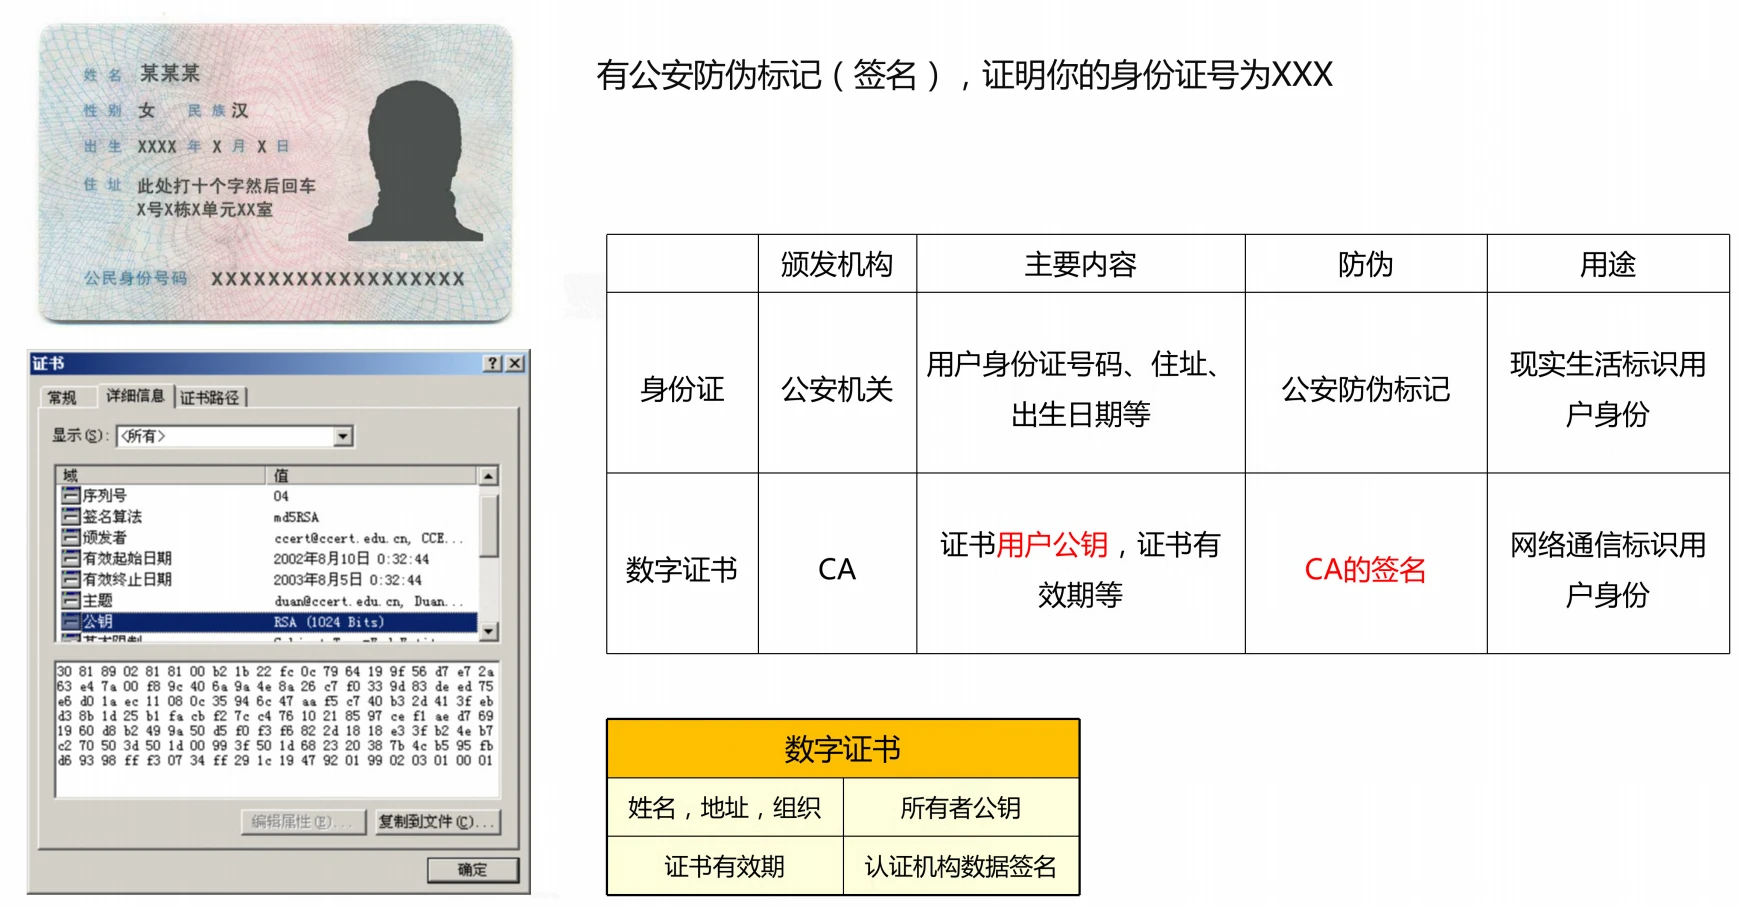 姓名 某某某
性别 女 民族 汉
出生 XXXX 年 X 月 X 日
住址 此处打十个字然后回车
X号X栋X单元XX室
公民身份号码 XXXXXXXXXXXXXXXXXX
有公安防伪标记（签名），证明你的身份证号为XXX
颁发机构 主要内容 防伪 用途
身份证 公安机关 用户身份证号码、住址、出生日期等 公安防伪标记 现实生活标识用户身份
数字证书 CA 证书用户公钥，证书有效期等 CA的签名 网络通信标识用户身份
证书
常规 详细信息 证书路径
显示(S): <所有>
域 值
序列号 04
签名算法 md5RSA
颁发者 ccert@ccert.edu.cn, CCE...
有效起始日期 2002年8月10日 0:32:44
有效终止日期 2003年8月5日 0:32:44
主题 duan@ccert.edu.cn, Duan...
公钥 RSA (1024 Bits)
30 81 89 02 81 81 00 b2 1b 22 fc 0c 79 64 19 9f 56 d7 e7 2a
63 e4 7a 00 f8 9c 40 6a 9a 4e 8a 26 c7 f0 33 9d 83 de ed 75
e6 d0 1a ec 11 08 0c 35 94 6c 47 aa f5 c7 40 b3 2d 41 3f eb
d3 8b 1d 25 b1 fa cb f2 7c c4 76 10 21 85 97 ce f1 ae d7 69
19 60 d8 b2 49 9a 50 d5 f0 f3 f6 82 2d 18 18 e3 3f b2 4e b7
c2 70 50 3d 50 1d 00 99 3f 50 1d 68 23 20 38 7b 4c b5 95 fb
d6 93 98 ff f3 07 34 ff 29 1c 19 47 92 01 99 02 03 01 00 01
编辑属性(E)... 复制到文件(C)...
确定
数字证书
姓名，地址，组织 所有者公钥
证书有效期 认证机构数据签名